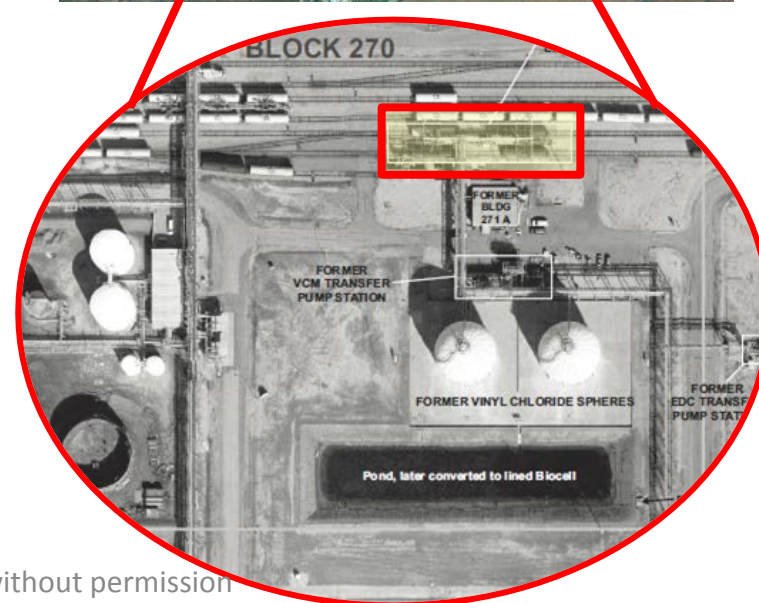 BLOCK 270
FORMER
BLDG
271 A
FORMER
VCM TRANSFER
PUMP STATION
FORMER VINYL CHLORIDE SPHERES
FORMER
EDC TRANSF
PUMP STAT
Pond, later converted to lined Biocell
without permission